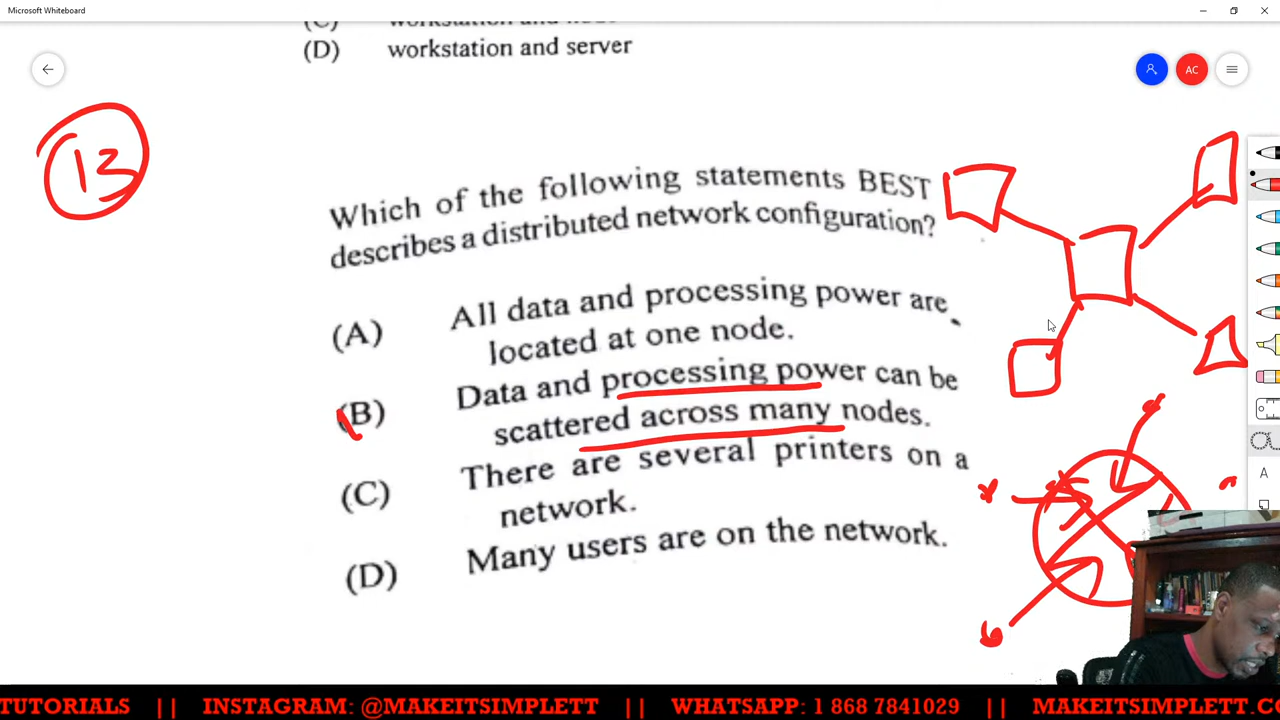 Microsoft Whiteboard
(C) workstation and node
(D) workstation and server
AC
13
Which of the following statements BEST
describes a distributed network configuration?
(A) All data and processing power are
located at one node.
(B) Data and processing power can be
scattered across many nodes.
(C) There are several printers on a
network.
(D) Many users are on the network.
A
TUTORIALS || INSTAGRAM: @MAKEITSIMPLETT || WHATSAPP: 1 868 7841029 || MAKEITSIMPLETT.C